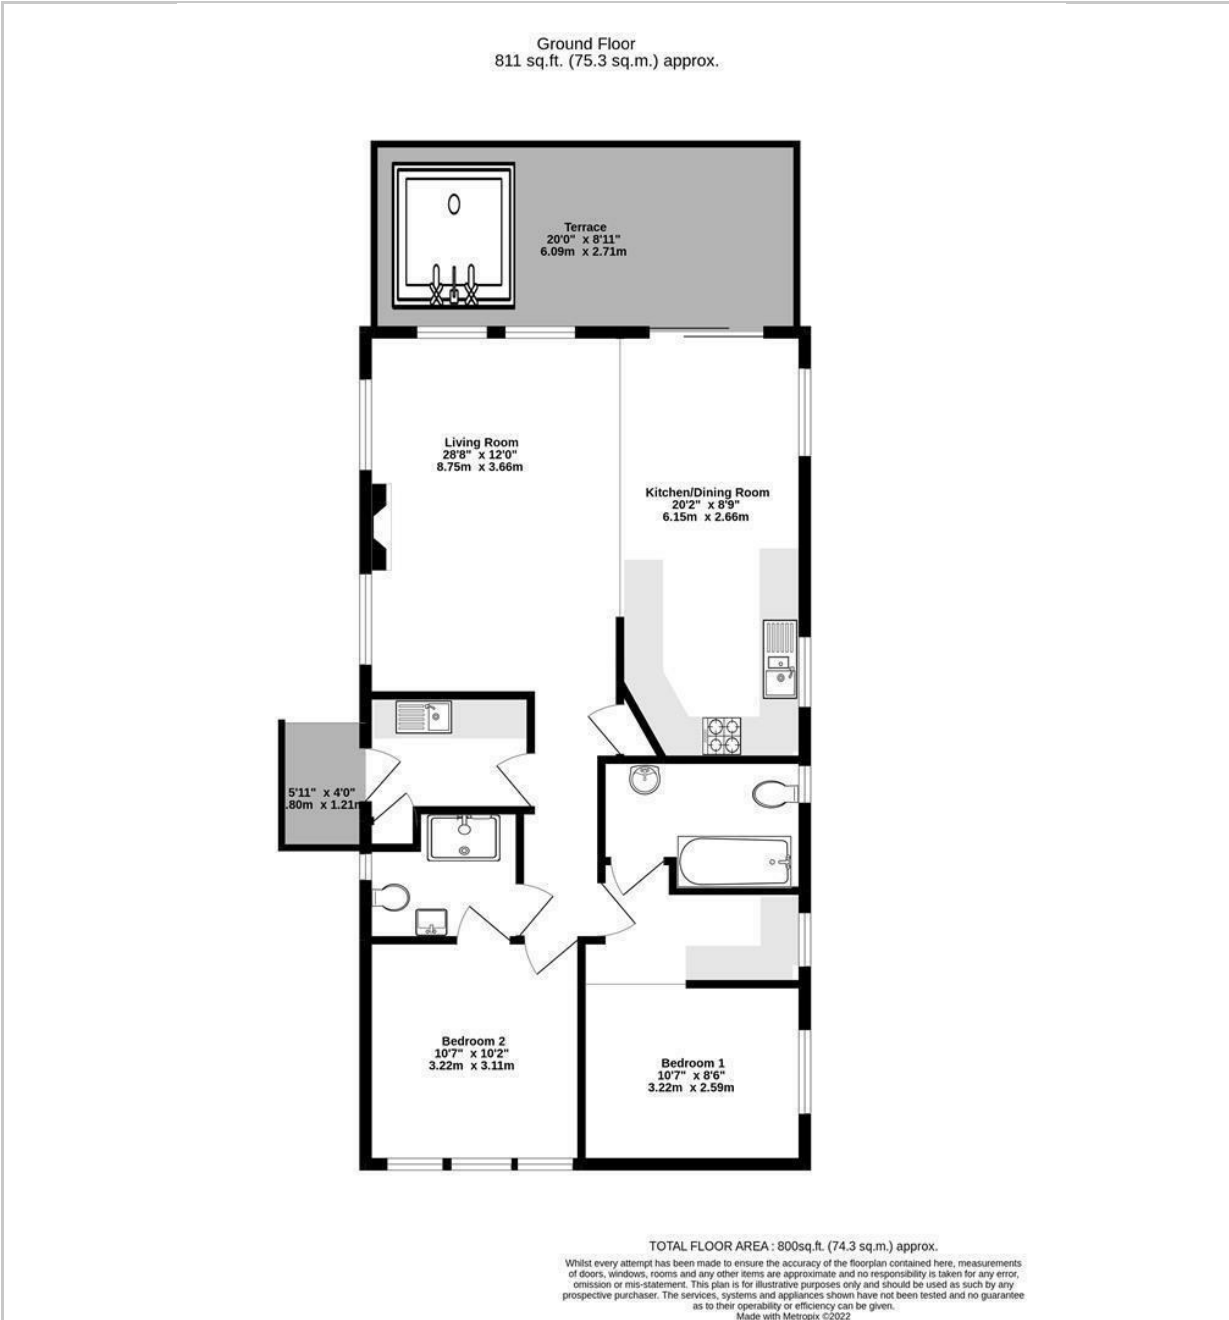 Ground Floor
811 sq.ft. (75.3 sq.m.) approx.
Terrace
20'0" x 8'11"
6.09m x 2.71m
Living Room
28'8" x 12'0"
8.75m x 3.66m
Kitchen/Dining Room
20'2" x 8'9"
6.15m x 2.66m
5'11" x 4'0"
.80m x 1.21m
Bedroom 2
10'7" x 10'2"
3.22m x 3.11m
Bedroom 1
10'7" x 8'6"
3.22m x 2.59m
TOTAL FLOOR AREA : 800sq.ft. (74.3 sq.m.) approx.
Whilst every attempt has been made to ensure the accuracy of the floorplan contained here, measurements
of doors, windows, rooms and any other items are approximate and no responsibility is taken for any error,
omission or mis-statement. This plan is for illustrative purposes only and should be used as such by any
prospective purchaser. The services, systems and appliances shown have not been tested and no guarantee
as to their operability or efficiency can be given.
Made with Metropix ©2022